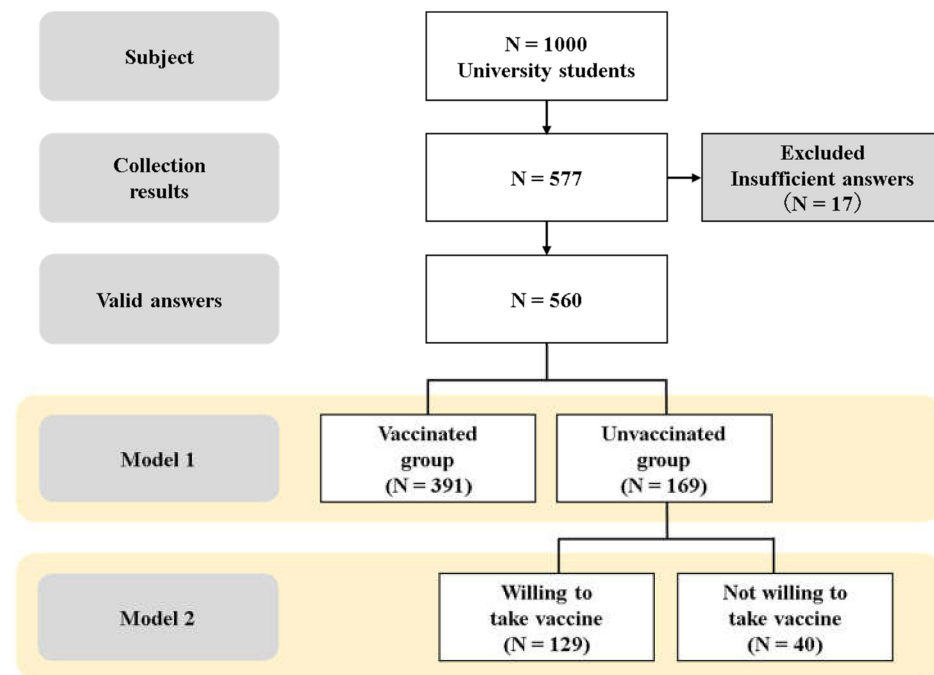 Subject
N = 1000
University students
Collection
results
N = 577
Excluded
Insufficient answers
（N = 17）
Valid answers
N = 560
Model 1
Vaccinated
group
(N = 391)
Unvaccinated
group
(N = 169)
Model 2
Willing to
take vaccine
(N = 129)
Not willing to
take vaccine
(N = 40)